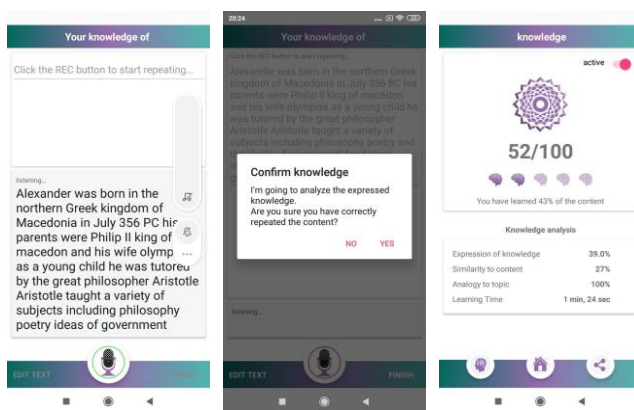 Your knowledge of
Click the REC button to start repeating...
listening...
Alexander was born in the
northern Greek kingdom of
Macedonia in July 356 PC his
parents were Philip II king of
macedon and his wife olymp
as a young child he was tutored
by the great philosopher Aristotle
Aristotle taught a variety of
subjects including philosophy
poetry ideas of government
EDIT TEXT
FINISH
20:24
Your knowledge of
Click the REC button to start repeating...
Alexander was born in the northern Greek
kingdom of Macedonia in July 356 BC his
parents were Philip II king of macedon
and his wife olympias as a young child he
was tutored by the great philosopher
Aristotle Aristotle taught a variety of
subjects including philosophy poetry and
Confirm knowledge
I'm going to analyze the expressed
knowledge.
Are you sure you have correctly
repeated the content?
NO YES
listening...
EDIT TEXT
FINISH
knowledge
active
52/100
You have learned 43% of the content
Knowledge analysis
Expression of knowledge 39.0%
Similarity to content 27%
Analogy to topic 100%
Learning Time 1 min, 24 sec